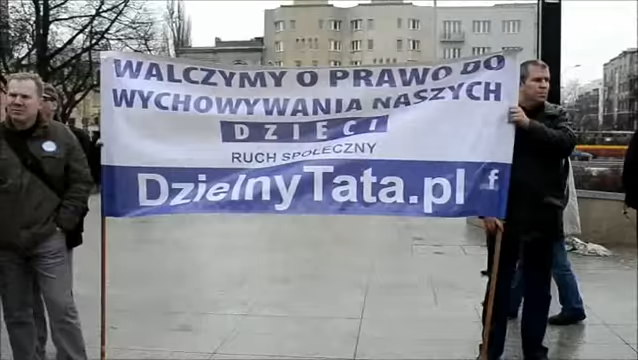 WALCZYMY O PRAWO DO
WYCHOWYWANIA NASZYCH
DZIECI
RUCH SPOŁECZNY
DzielnyTata.pl f